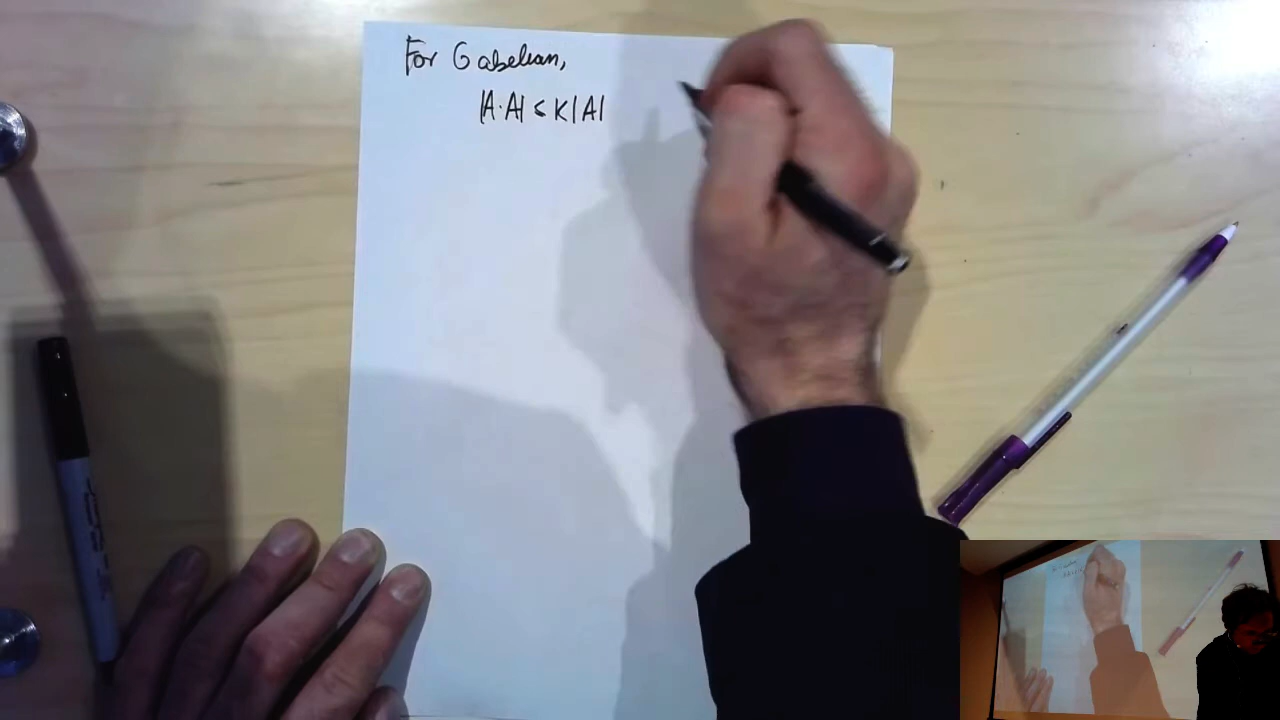 For G abelian,
|A·A| ≤ K|A|